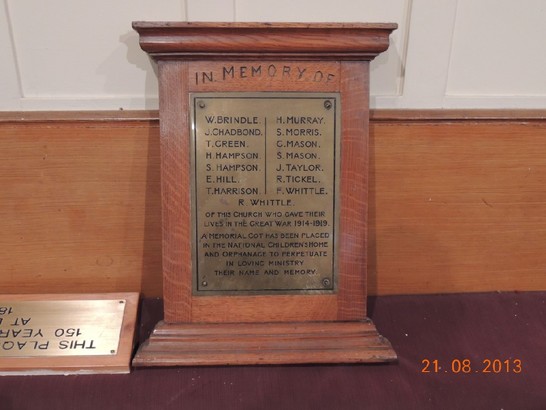 IN MEMORY OF
W. BRINDLE. H. MURRAY.
J. CHADBOND. S. MORRIS.
T. GREEN. G. MASON.
H. HAMPSON. S. MASON.
S. HAMPSON. J. TAYLOR.
E. HILL. R. TICKEL.
T. HARRISON. F. WHITTLE.
R. WHITTLE.
OF THIS CHURCH WHO GAVE THEIR
LIVES IN THE GREAT WAR 1914-1919.
A MEMORIAL COT HAS BEEN PLACED
IN THE NATIONAL CHILDREN'S HOME
AND ORPHANAGE TO PERPETUATE
IN LOVING MINISTRY
THEIR NAME AND MEMORY.
THIS PLAQ
150 YEAR
AT
18
21.08.2013